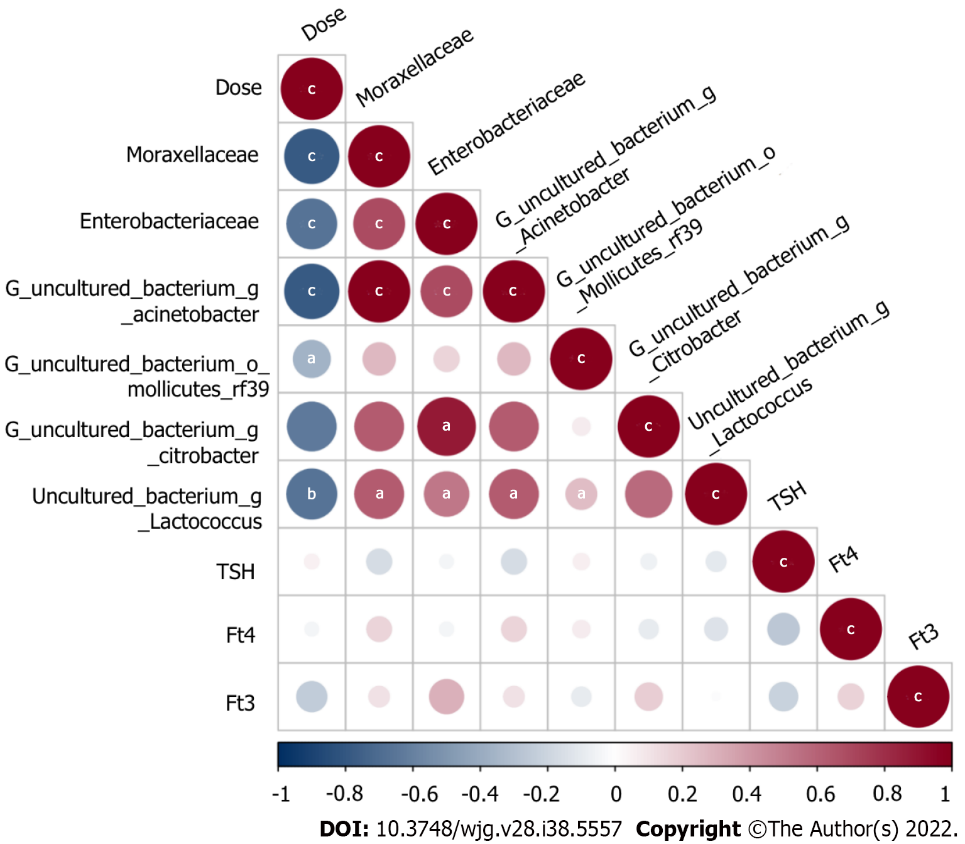 Dose
Moraxellaceae
Enterobacteriaceae
G_uncultured_bacterium_g
_Acinetobacter
G_uncultured_bacterium_o
_Mollicutes_rf39
G_uncultured_bacterium_g
_Citrobacter
Uncultured_bacterium_g
_Lactococcus
TSH
Ft4
Ft3
Dose c
Moraxellaceae c c
Enterobacteriaceae c c c
G_uncultured_bacterium_g
_acinetobacter c c c c
G_uncultured_bacterium_o_
mollicutes_rf39 a c
G_uncultured_bacterium_g
_citrobacter a c
Uncultured_bacterium_g
_Lactococcus b a a a a c
TSH c
Ft4 c
Ft3 c
-1 -0.8 -0.6 -0.4 -0.2 0 0.2 0.4 0.6 0.8 1
DOI: 10.3748/wjg.v28.i38.5557 Copyright ©The Author(s) 2022.